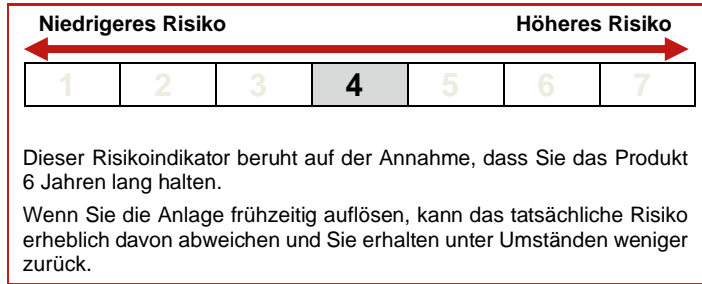 Niedrigeres Risiko Höheres Risiko
1 2 3 4 5 6 7
Dieser Risikoindikator beruht auf der Annahme, dass Sie das Produkt
6 Jahren lang halten.
Wenn Sie die Anlage frühzeitig auflösen, kann das tatsächliche Risiko
erheblich davon abweichen und Sie erhalten unter Umständen weniger
zurück.